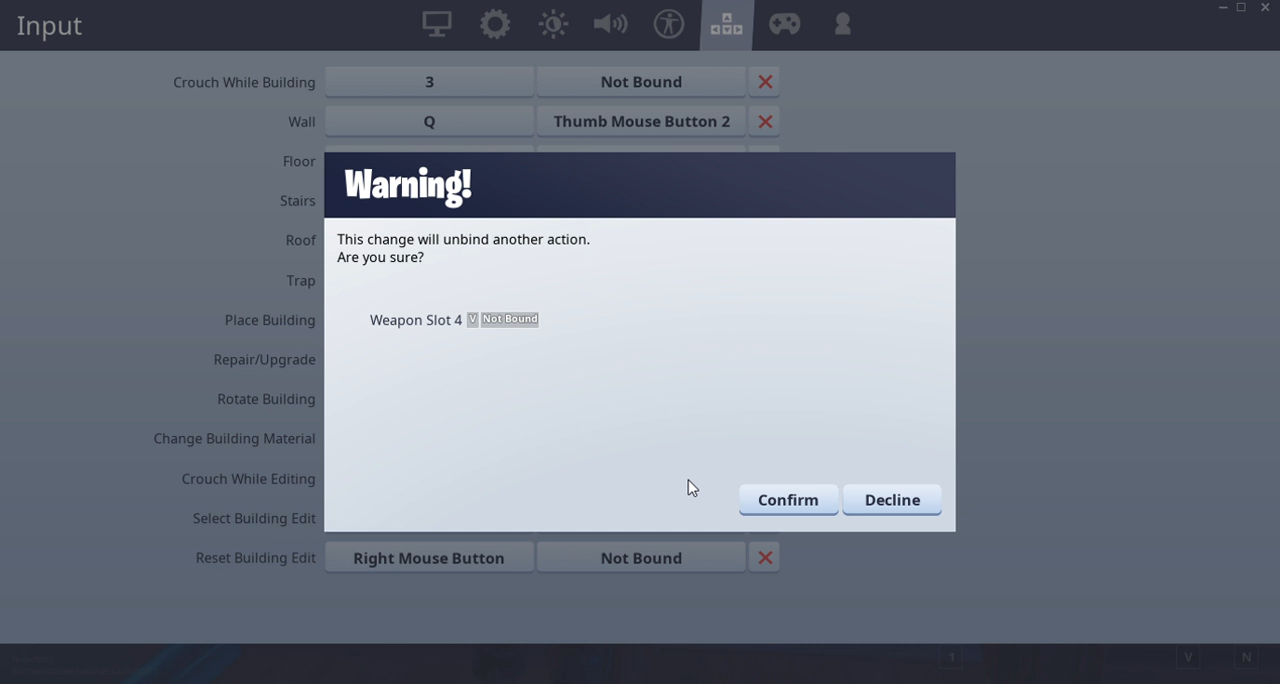 Input
Crouch While Building 3 Not Bound
Wall Q Thumb Mouse Button 2
Floor
Warning!
Stairs
This change will unbind another action.
Roof
Are you sure?
Trap
Place Building
Weapon Slot 4 V Not Bound
Repair/Upgrade
Rotate Building
Change Building Material
Crouch While Editing
Confirm Decline
Select Building Edit
Reset Building Edit Right Mouse Button Not Bound
1 V N